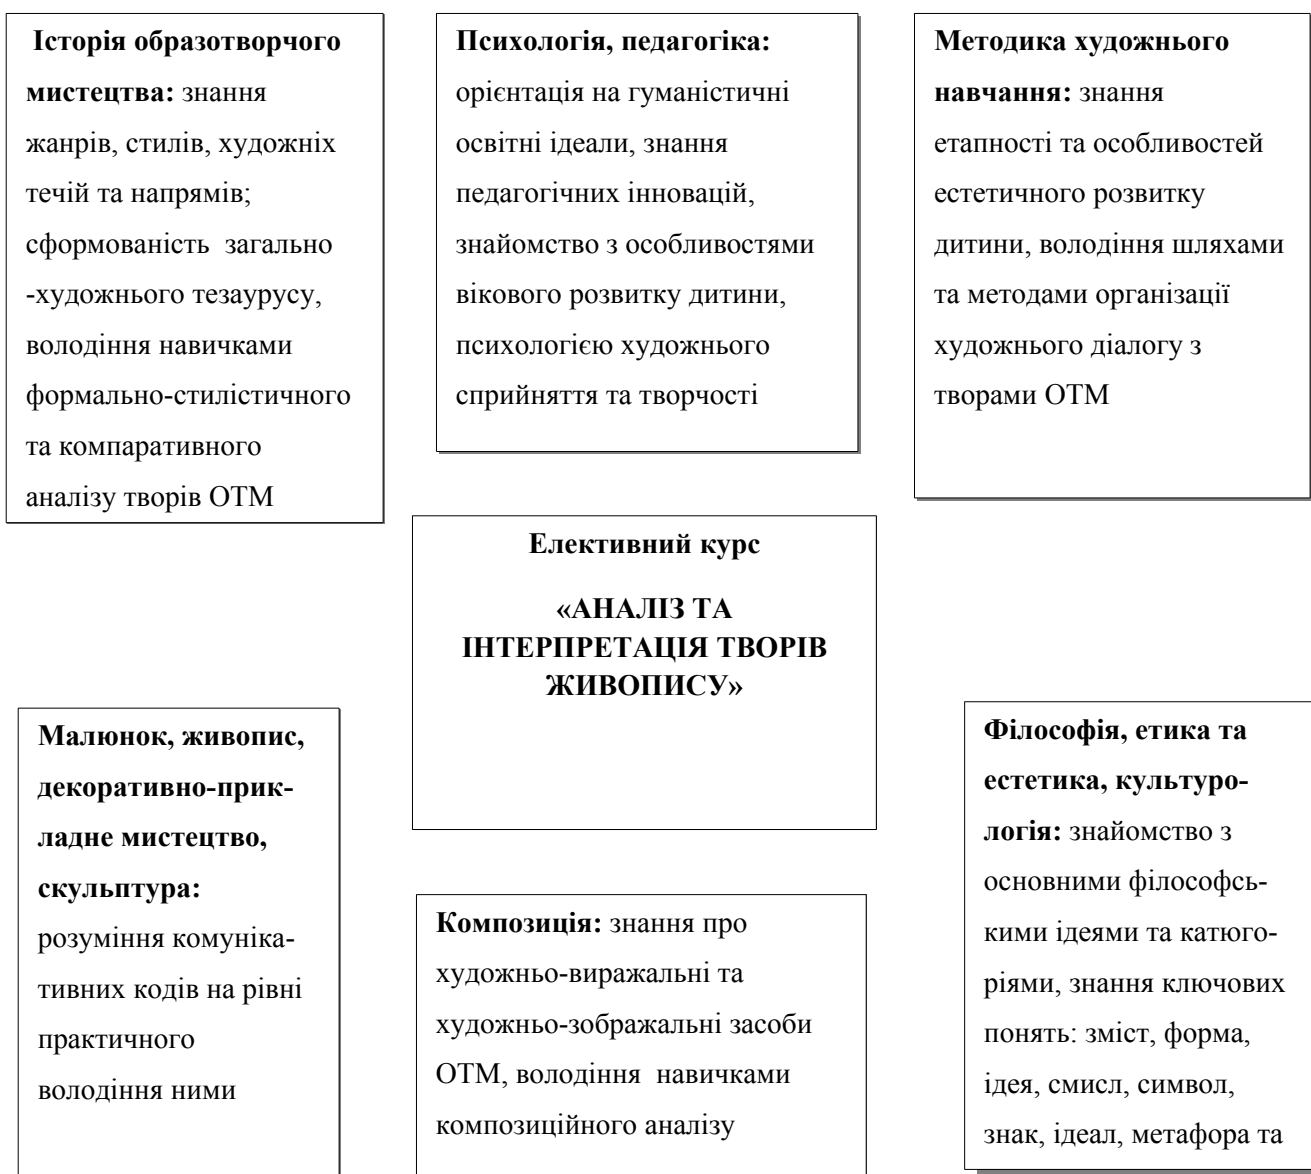 Історія образотворчого
мистецтва: знання
жанрів, стилів, художніх
течій та напрямів;
сформованість загально
-художнього тезаурусу,
володіння навичками
формально-стилістичного
та компаративного
аналізу творів ОТМ
Психологія, педагогіка:
орієнтація на гуманістичні
освітні ідеали, знання
педагогічних інновацій,
знайомство з особливостями
вікового розвитку дитини,
психологією художнього
сприйняття та творчості
Методика художнього
навчання: знання
етапності та особливостей
естетичного розвитку
дитини, володіння шляхами
та методами організації
художнього діалогу з
творами ОТМ
Елективний курс
«АНАЛІЗ ТА
ІНТЕРПРЕТАЦІЯ ТВОРІВ
ЖИВОПИСУ»
Малюнок, живопис,
декоративно-прик-
ладне мистецтво,
скульптура:
розуміння комуніка-
тивних кодів на рівні
практичного
володіння ними
Композиція: знання про
художньо-виражальні та
художньо-зображальні засоби
ОТМ, володіння навичками
композиційного аналізу
Філософія, етика та
естетика, культуро-
логія: знайомство з
основними філософсь-
кими ідеями та катюго-
ріями, знання ключових
понять: зміст, форма,
ідея, смисл, символ,
знак, ідеал, метафора та